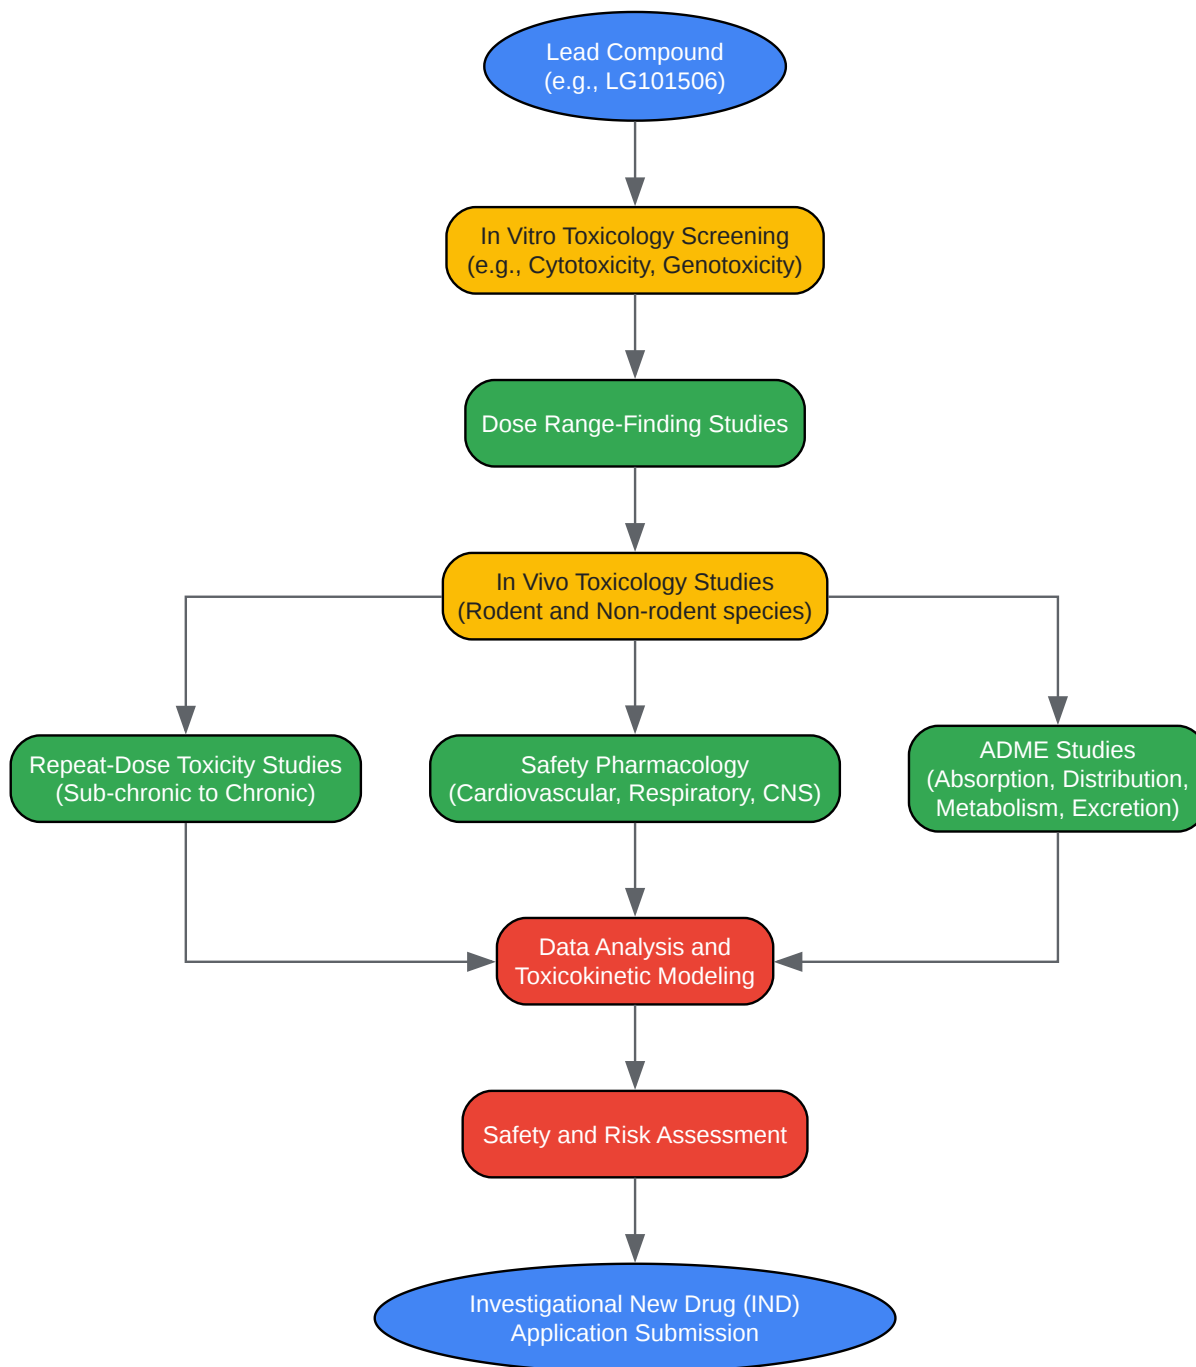 Lead Compound
(e.g., LG101506)
In Vitro Toxicology Screening
(e.g., Cytotoxicity, Genotoxicity)
Dose Range-Finding Studies
In Vivo Toxicology Studies
(Rodent and Non-rodent species)
Repeat-Dose Toxicity Studies
(Sub-chronic to Chronic)
Safety Pharmacology
(Cardiovascular, Respiratory, CNS)
ADME Studies
(Absorption, Distribution,
Metabolism, Excretion)
Data Analysis and
Toxicokinetic Modeling
Safety and Risk Assessment
Investigational New Drug (IND)
Application Submission